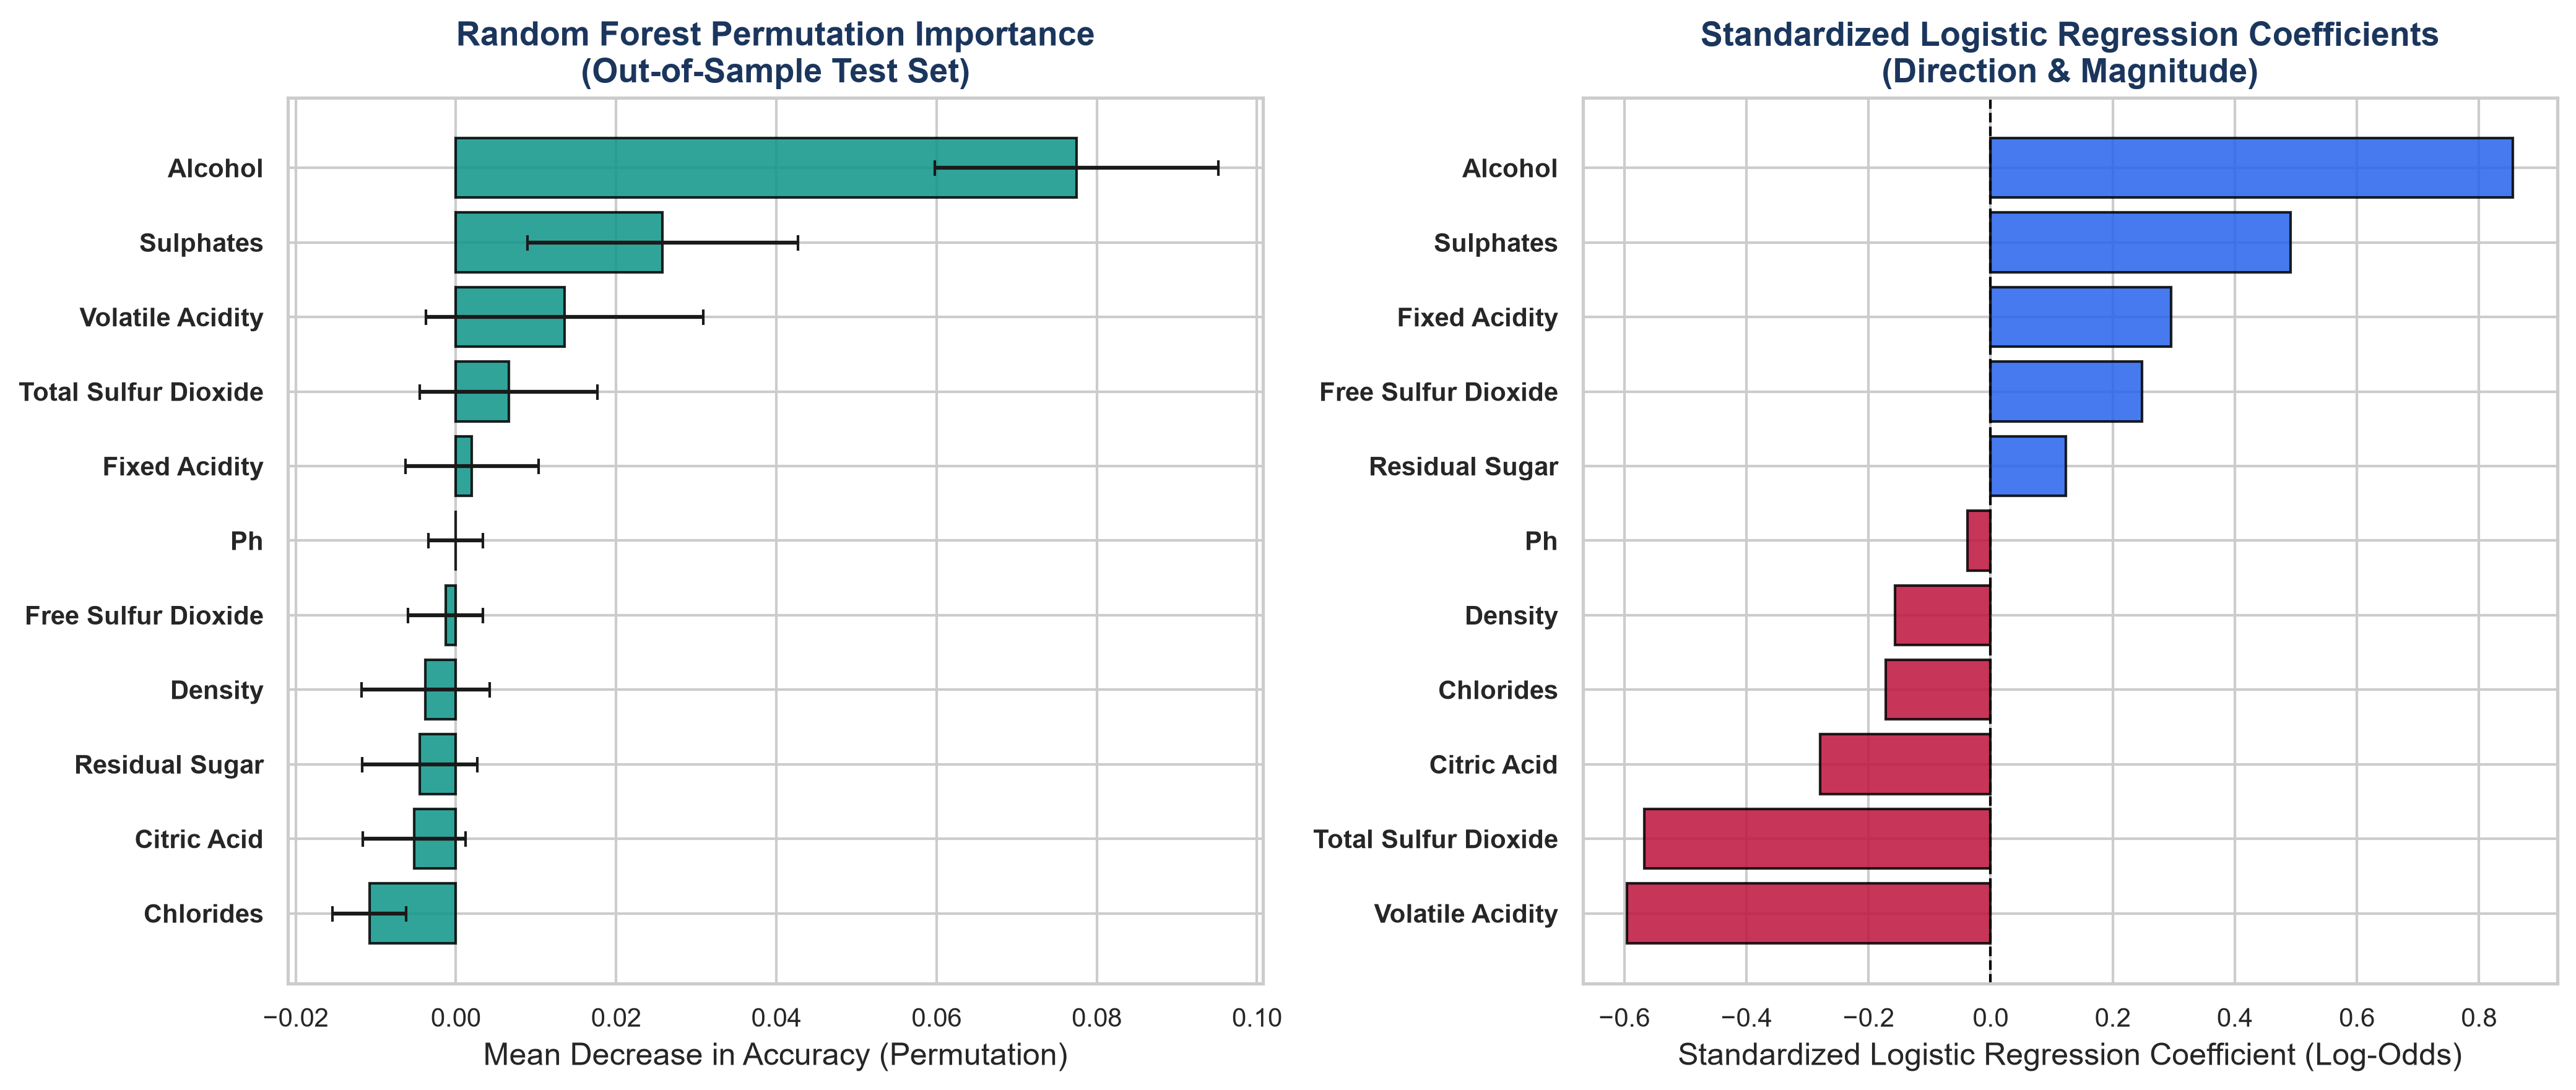 Random Forest Permutation Importance
(Out-of-Sample Test Set)
Alcohol
Sulphates
Volatile Acidity
Total Sulfur Dioxide
Fixed Acidity
Ph
Free Sulfur Dioxide
Density
Residual Sugar
Citric Acid
Chlorides
−0.02 0.00 0.02 0.04 0.06 0.08 0.10
Mean Decrease in Accuracy (Permutation)
Standardized Logistic Regression Coefficients
(Direction & Magnitude)
Alcohol
Sulphates
Fixed Acidity
Free Sulfur Dioxide
Residual Sugar
Ph
Density
Chlorides
Citric Acid
Total Sulfur Dioxide
Volatile Acidity
−0.6 −0.4 −0.2 0.0 0.2 0.4 0.6 0.8
Standardized Logistic Regression Coefficient (Log-Odds)